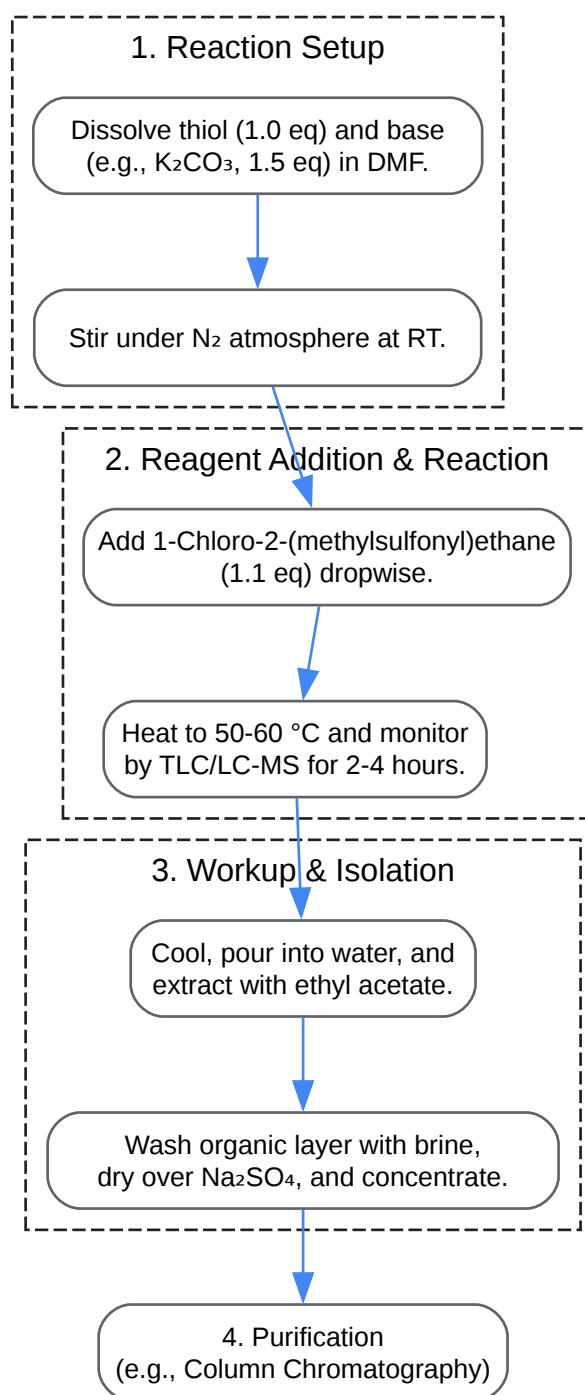 1. Reaction Setup
Dissolve thiol (1.0 eq) and base
(e.g., K₂CO₃, 1.5 eq) in DMF.
Stir under N₂ atmosphere at RT.
2. Reagent Addition & Reaction
Add 1-Chloro-2-(methylsulfonyl)ethane
(1.1 eq) dropwise.
Heat to 50-60 °C and monitor
by TLC/LC-MS for 2-4 hours.
3. Workup & Isolation
Cool, pour into water, and
extract with ethyl acetate.
Wash organic layer with brine,
dry over Na₂SO₄, and concentrate.
4. Purification
(e.g., Column Chromatography)